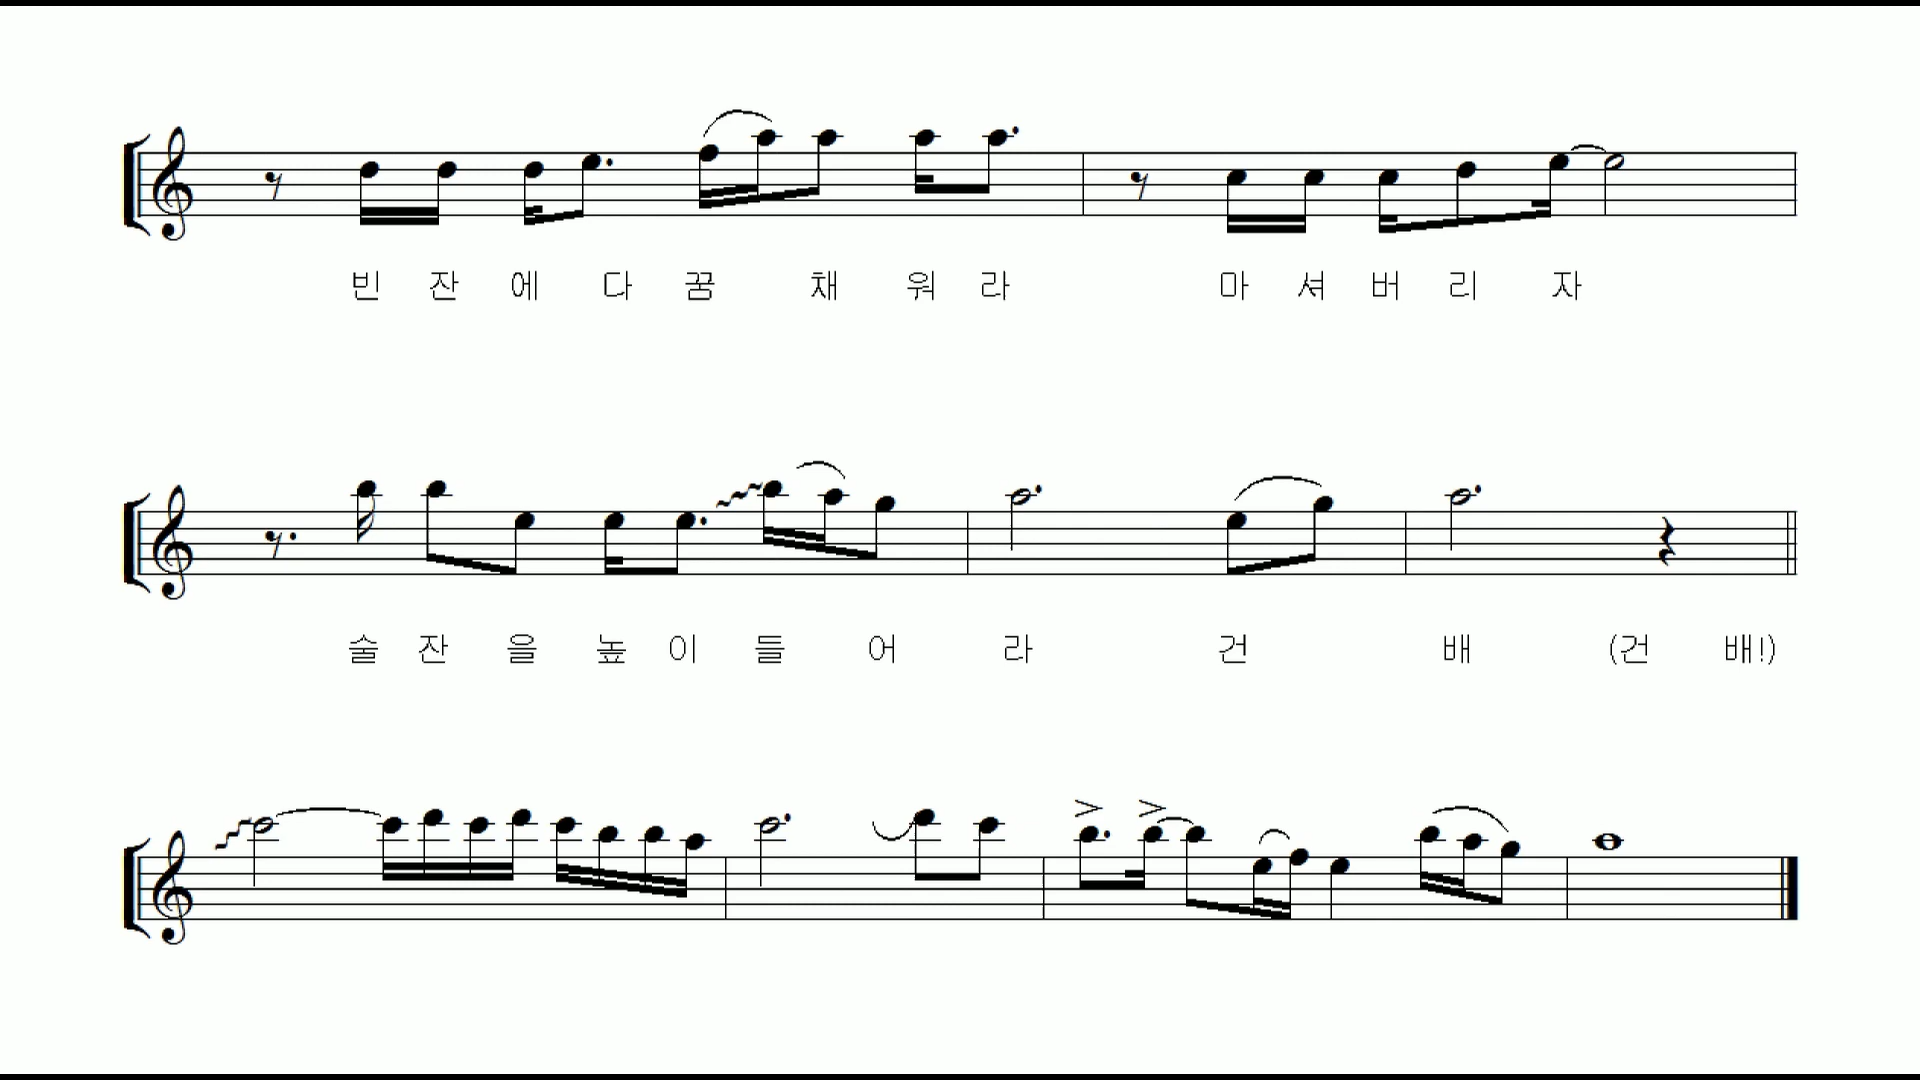 빈 잔 에 다 꿈 채 워 라 마 셔 버 리 자
술 잔 을 높 이 들 어 라 건 배 (건 배!)